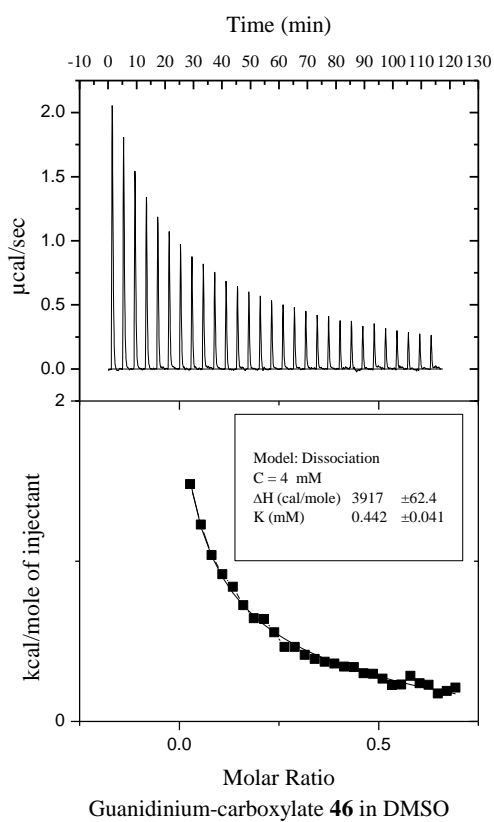 Time (min)
-10 0 10 20 30 40 50 60 70 80 90 100 110 120 130
2.0
1.5
1.0
0.5
0.0
µcal/sec
2
0
kcal/mole of injectant
Model: Dissociation
C = 4 mM
ΔH (cal/mole) 3917 ±62.4
K (mM) 0.442 ±0.041
0.0 0.5
Molar Ratio
Guanidinium-carboxylate 46 in DMSO